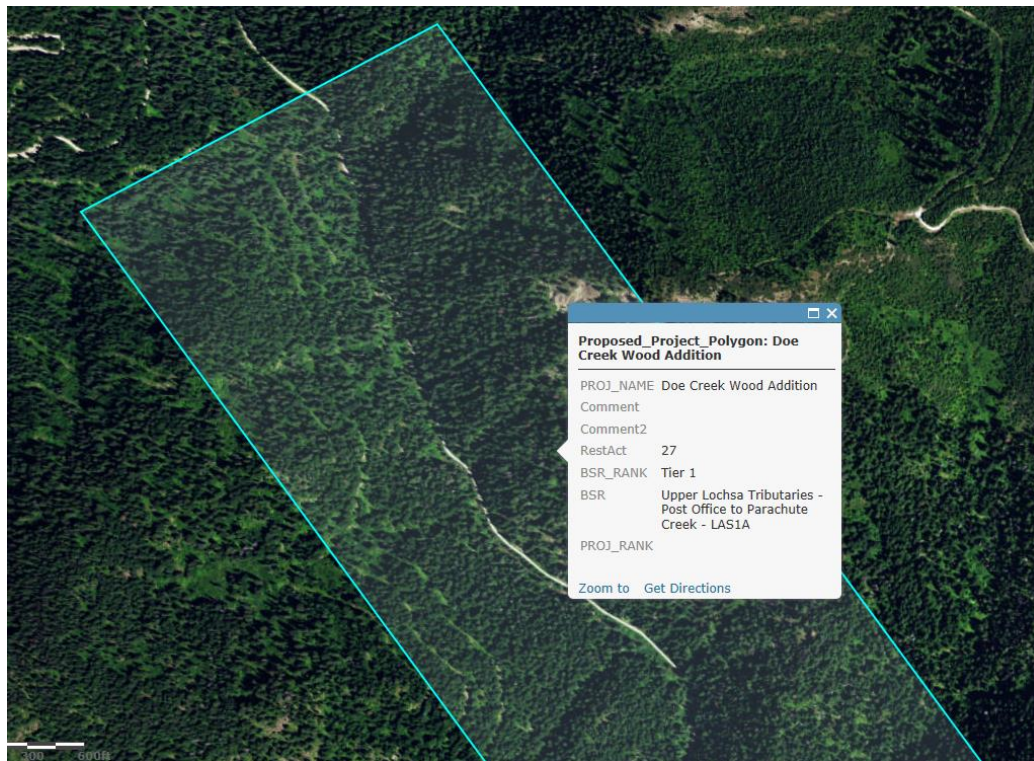 Proposed_Project_Polygon: Doe
Creek Wood Addition
PROJ_NAME Doe Creek Wood Addition
Comment
Comment2
RestAct 27
BSR_RANK Tier 1
BSR Upper Lochsa Tributaries -
Post Office to Parachute
Creek - LAS1A
PROJ_RANK
Zoom to Get Directions
300 600ft